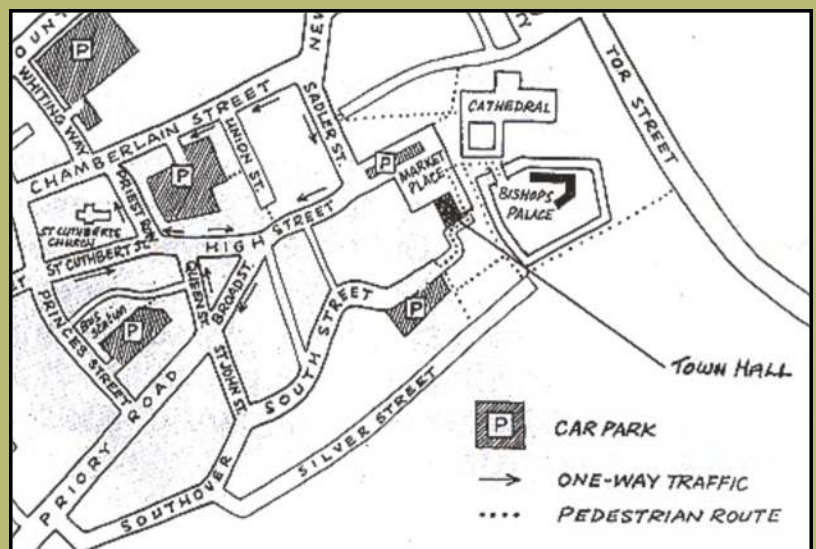 OUNT
WHITING WAY
P
CHAMBERLAIN STREET
NEW
SADLER ST.
UNION ST.
P
PRIEST ROW
P
MARKET
PLACE
CATHEDRAL
BISHOPS
PALACE
TOR STREET
ST CUTHBERTS
CHURCH
ST CUTHBERT ST.
HIGH STREET
QUEEN ST.
BROAD ST.
BUS
STATION
P
PRINCES STREET
PRIORY ROAD
ST JOHN ST.
SOUTH STREET
P
SOUTHOVER
SILVER STREET
TOWN HALL
P CAR PARK
ONE-WAY TRAFFIC
PEDESTRIAN ROUTE